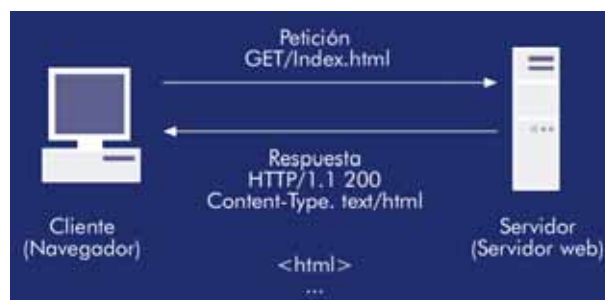 Petición
GET/Index.html
Respuesta
HTTP/1.1 200
Content-Type. text/html
Cliente
(Navegador)
Servidor
(Servidor web)
<html>
...